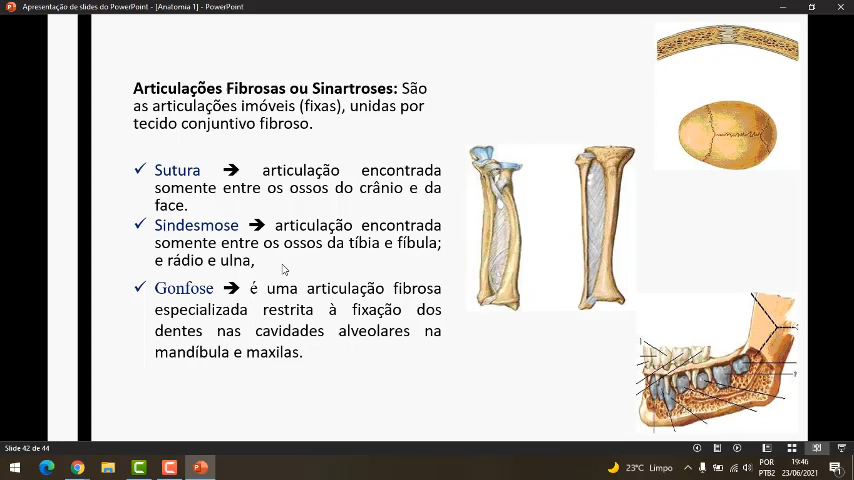 Apresentação de slides do PowerPoint - [Anatomia 1] - PowerPoint
Articulações Fibrosas ou Sinartroses: São
as articulações imóveis (fixas), unidas por
tecido conjuntivo fibroso.
✓ Sutura ➔ articulação encontrada
somente entre os ossos do crânio e da
face.
✓ Sindesmose ➔ articulação encontrada
somente entre os ossos da tíbia e fíbula;
e rádio e ulna,
✓ Gonfose ➔ é uma articulação fibrosa
especializada restrita à fixação dos
dentes nas cavidades alveolares na
mandíbula e maxilas.
Slide 42 de 44
23°C Limpo
POR
PTB2
19:46
23/06/2021